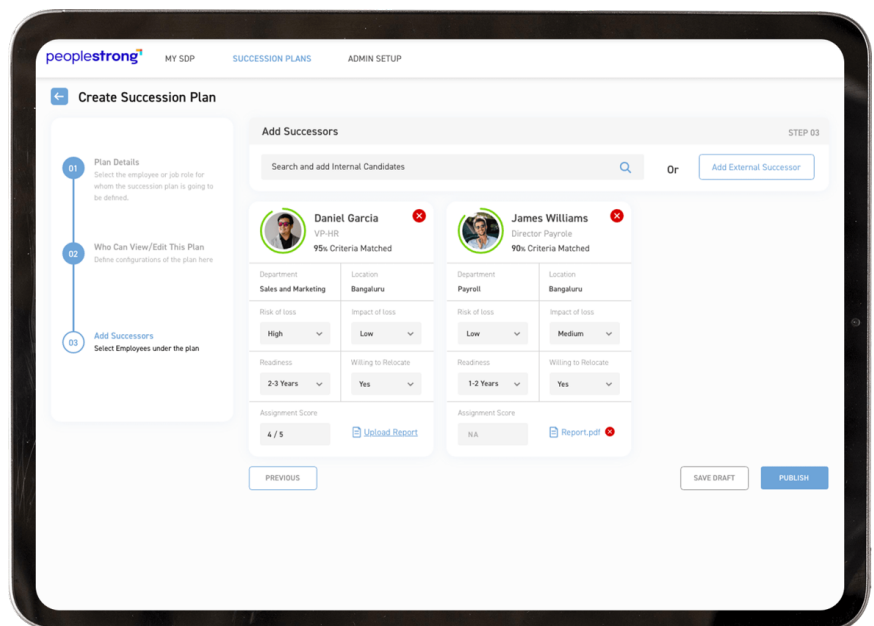 peoplestrong
MY SDP
SUCCESSION PLANS
ADMIN SETUP
Create Succession Plan
01
Plan Details
Select the employee or job role for
whom the succession plan is going to
be defined.
02
Who Can View/Edit This Plan
Define configurations of the plan here
03
Add Successors
Select Employees under the plan
Add Successors
STEP 03
Search and add Internal Candidates
Or
Add External Successor
Daniel Garcia
VP-HR
95% Criteria Matched
Department
Sales and Marketing
Location
Bangaluru
Risk of loss
High
Impact of loss
Low
Readiness
2-3 Years
Willing to Relocate
Yes
Assignment Score
4 / 5
Upload Report
James Williams
Director Payrole
90% Criteria Matched
Department
Payroll
Location
Bangaluru
Risk of loss
Low
Impact of loss
Medium
Readiness
1-2 Years
Willing to Relocate
Yes
Assignment Score
NA
Report.pdf
PREVIOUS
SAVE DRAFT
PUBLISH